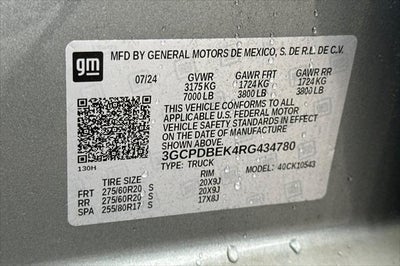 gm MFD BY GENERAL MOTORS DE MEXICO, S. DE R.L. DE C.V.
07/24 GVWR GAWR FRT GAWR RR
3175 KG 1724 KG 1724 KG
7000 LB 3800 LB 3800 LB
THIS VEHICLE CONFORMS TO ALL
APPLICABLE U.S. FEDERAL MOTOR
VEHICLE SAFETY STANDARDS IN EFFECT
ON THE DATE OF MANUFACTURE
SHOWN ABOVE.
3GCPDBEK4RG434780
130H TYPE: TRUCK MODEL: 40CK10543
TIRE SIZE RIM
FRT 275/60R20 S 20X9J
RR 275/60R20 S 20X9J
SPA 255/80R17 S 17X8J